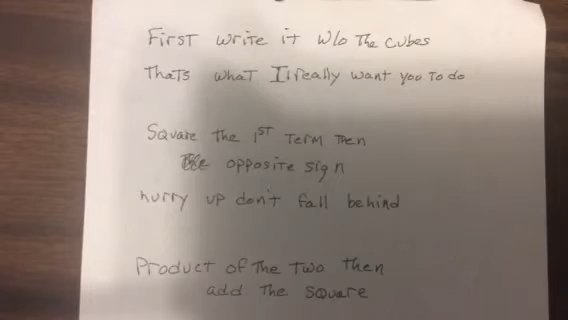 First write it w/o The cubes
Thats what I really want you To do
Square the 1ST Term Then
opposite sign
hurry up don't fall behind
Product of The Two Then
add The Square